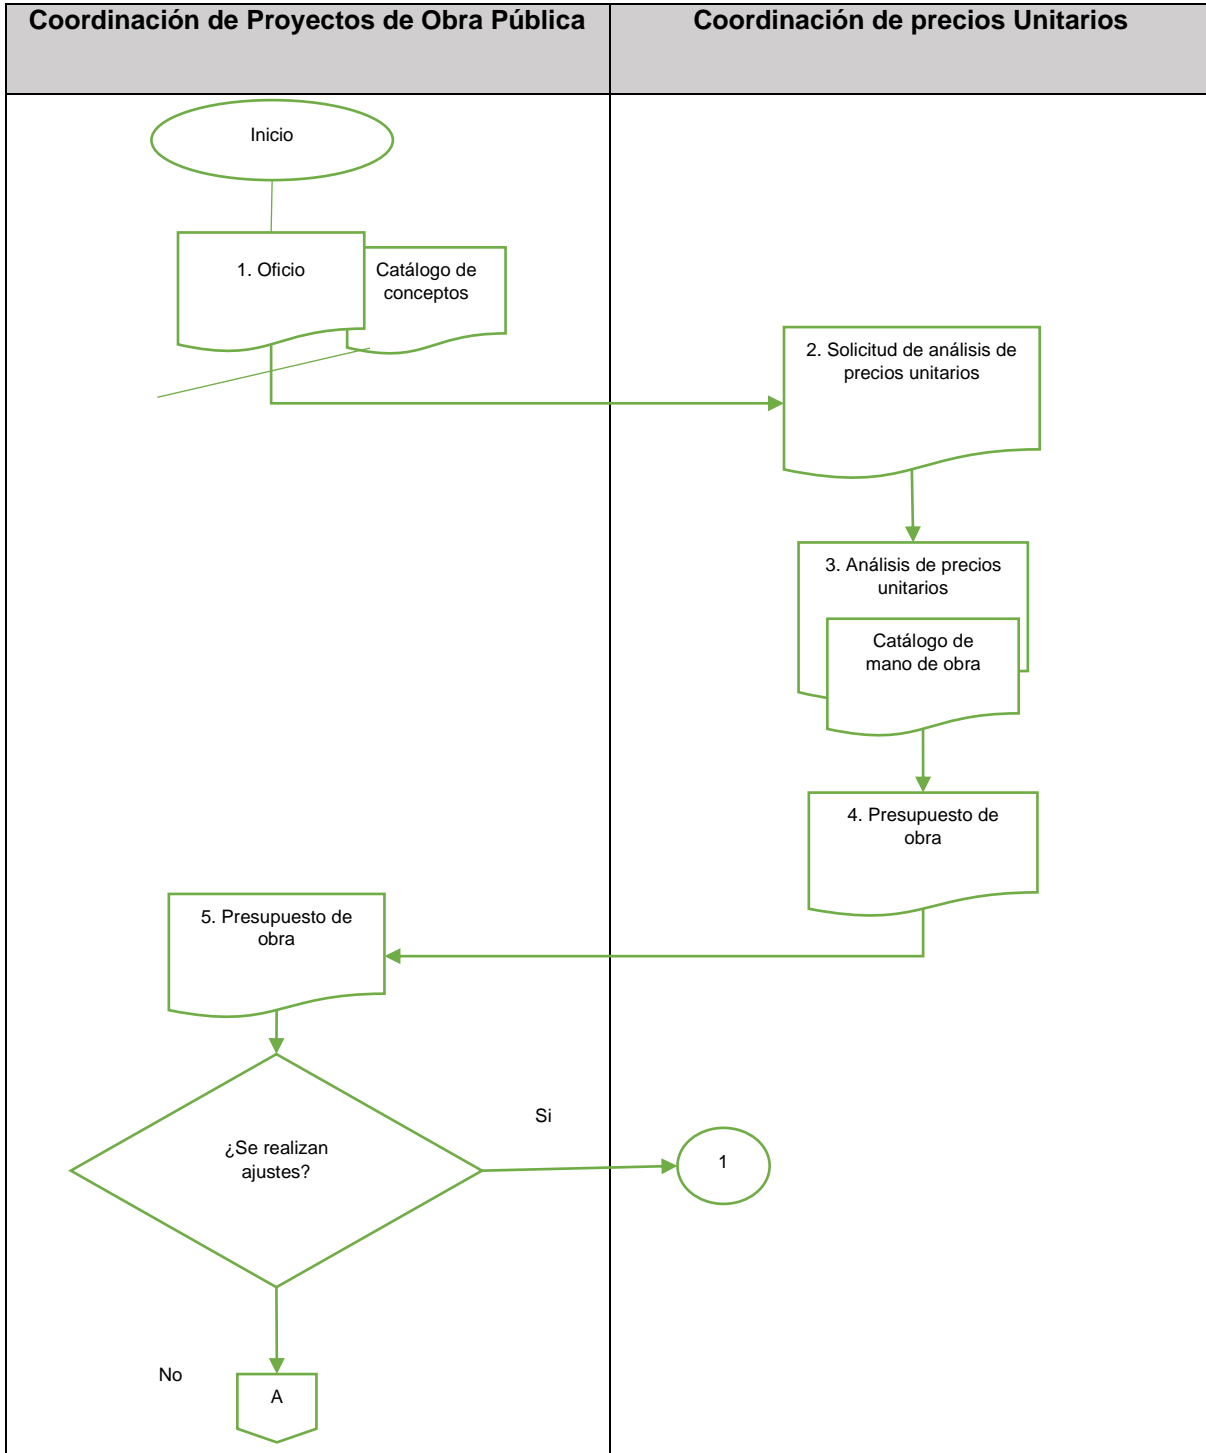 Coordinación de Proyectos de Obra Pública
Coordinación de precios Unitarios
Inicio
1. Oficio
Catálogo de
conceptos
2. Solicitud de análisis de
precios unitarios
3. Análisis de precios
unitarios
Catálogo de
mano de obra
4. Presupuesto de
obra
5. Presupuesto de
obra
¿Se realizan
ajustes?
Si
1
No
A